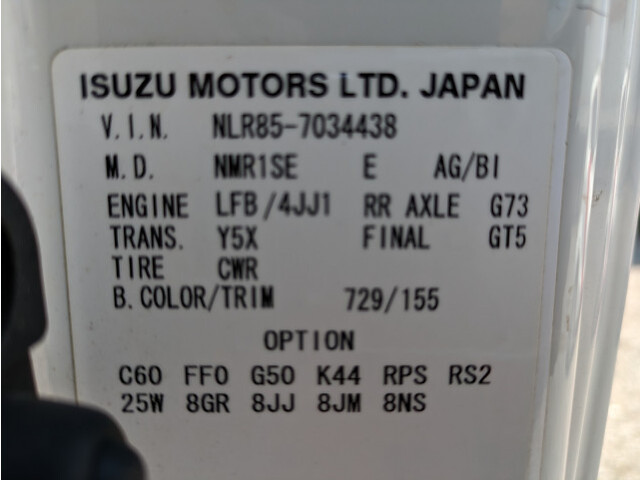 ISUZU MOTORS LTD. JAPAN
V.I.N. NLR85-7034438
M.D. NMR1SE E AG/BI
ENGINE LFB/4JJ1 RR AXLE G73
TRANS. Y5X FINAL GT5
TIRE CWR
B.COLOR/TRIM 729/155
OPTION
C60 FF0 G50 K44 RPS RS2
25W 8GR 8JJ 8JM 8NS